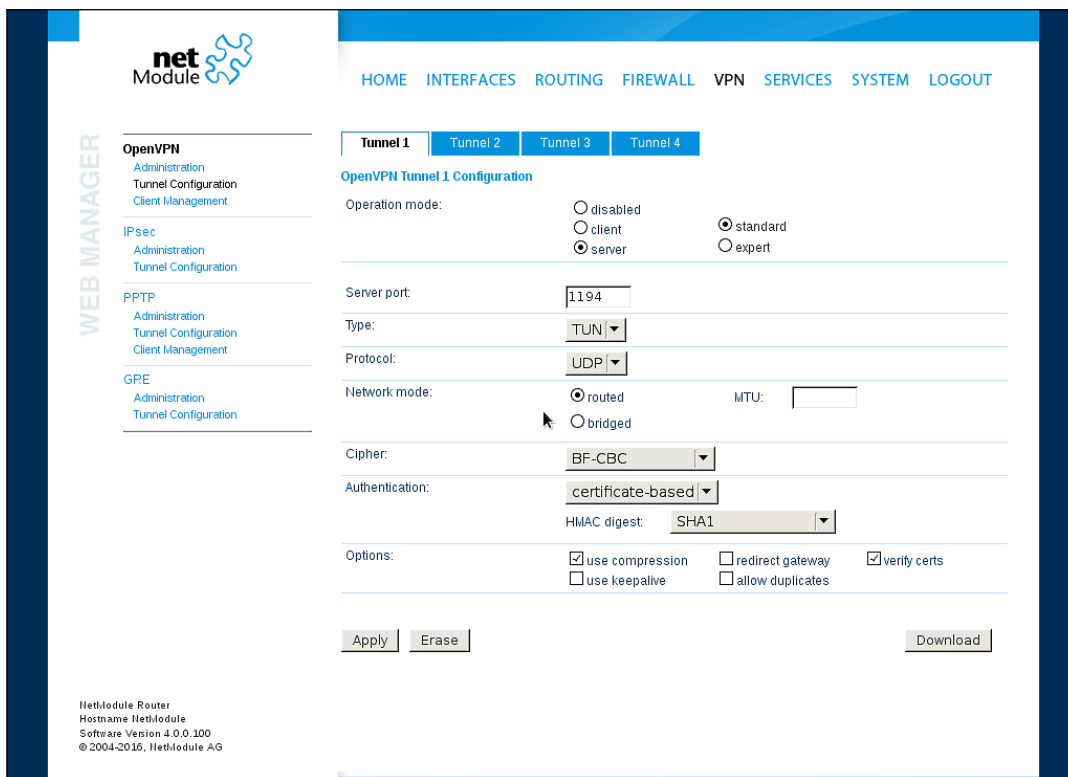 net
Module
HOME INTERFACES ROUTING FIREWALL VPN SERVICES SYSTEM LOGOUT
WEB MANAGER
OpenVPN
Administration
Tunnel Configuration
Client Management
IPsec
Administration
Tunnel Configuration
PPTP
Administration
Tunnel Configuration
Client Management
GRE
Administration
Tunnel Configuration
Tunnel 1 Tunnel 2 Tunnel 3 Tunnel 4
OpenVPN Tunnel 1 Configuration
Operation mode:
disabled
client standard
server expert
Server port: 1194
Type: TUN
Protocol: UDP
Network mode: routed MTU:
bridged
Cipher: BF-CBC
Authentication: certificate-based
HMAC digest: SHA1
Options: use compression redirect gateway verify certs
use keepalive allow duplicates
Apply Erase Download
NetModule Router
Hostname NetModule
Software Version 4.0.0.100
© 2004-2016, NetModule AG